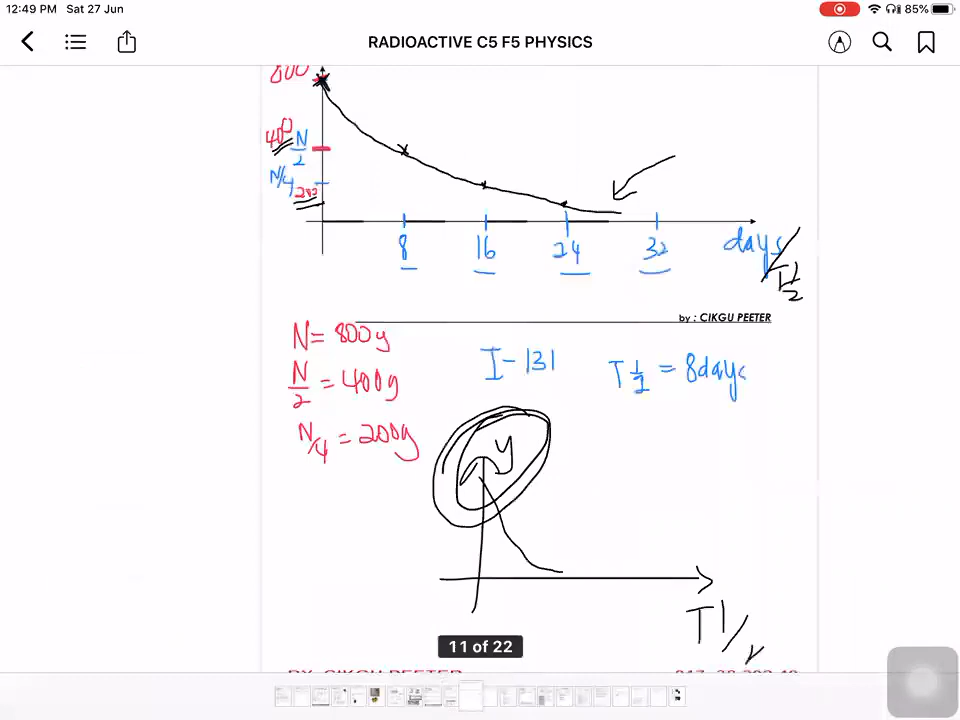 12:49 PM Sat 27 Jun
85%
RADIOACTIVE C5 F5 PHYSICS
800
400 N/2
N/4 200
8 16 24 32 days/T½
by : CIKGU PEETER
N = 800g
N/2 = 400g
N/4 = 200g
I - 131
T½ = 8days
11 of 22